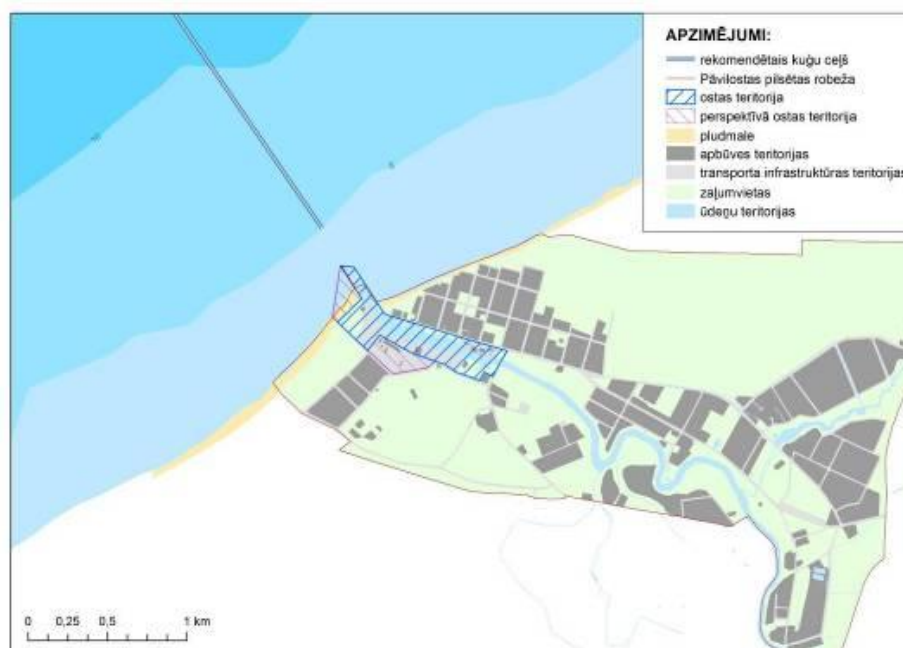 APZĪMĒJUMI:
rekomendētais kuģu ceļš
Pāvilostas pilsētas robeža
ostas teritorija
perspektīvā ostas teritorija
pludmale
apbūves teritorijas
transporta infrastruktūras teritorijas
zaļumvietas
ūdeņu teritorijas
0 0,25 0,5 1 km